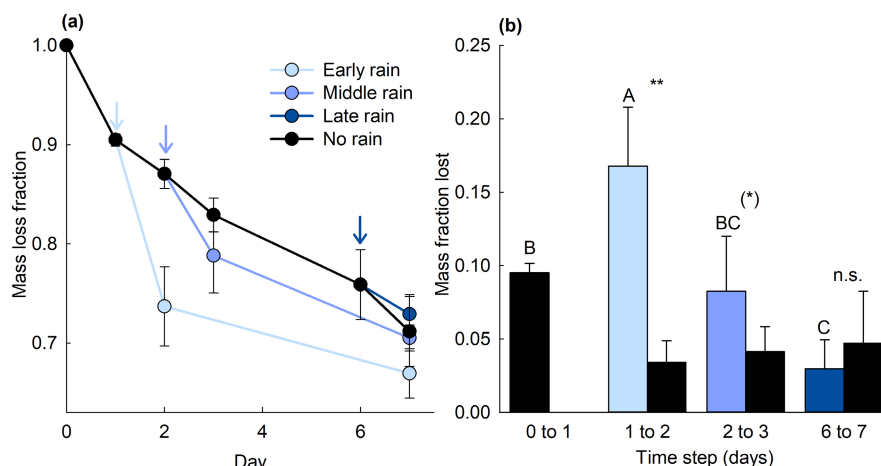 (a)
1.0
0.9
0.8
0.7
Mass loss fraction
0
2
4
6
Day
Early rain
Middle rain
Late rain
No rain
(b)
0.25
0.20
0.15
0.10
0.05
0.00
Mass fraction lost
B
A
**
BC
(*)
C
n.s.
0 to 1
1 to 2
2 to 3
6 to 7
Time step (days)